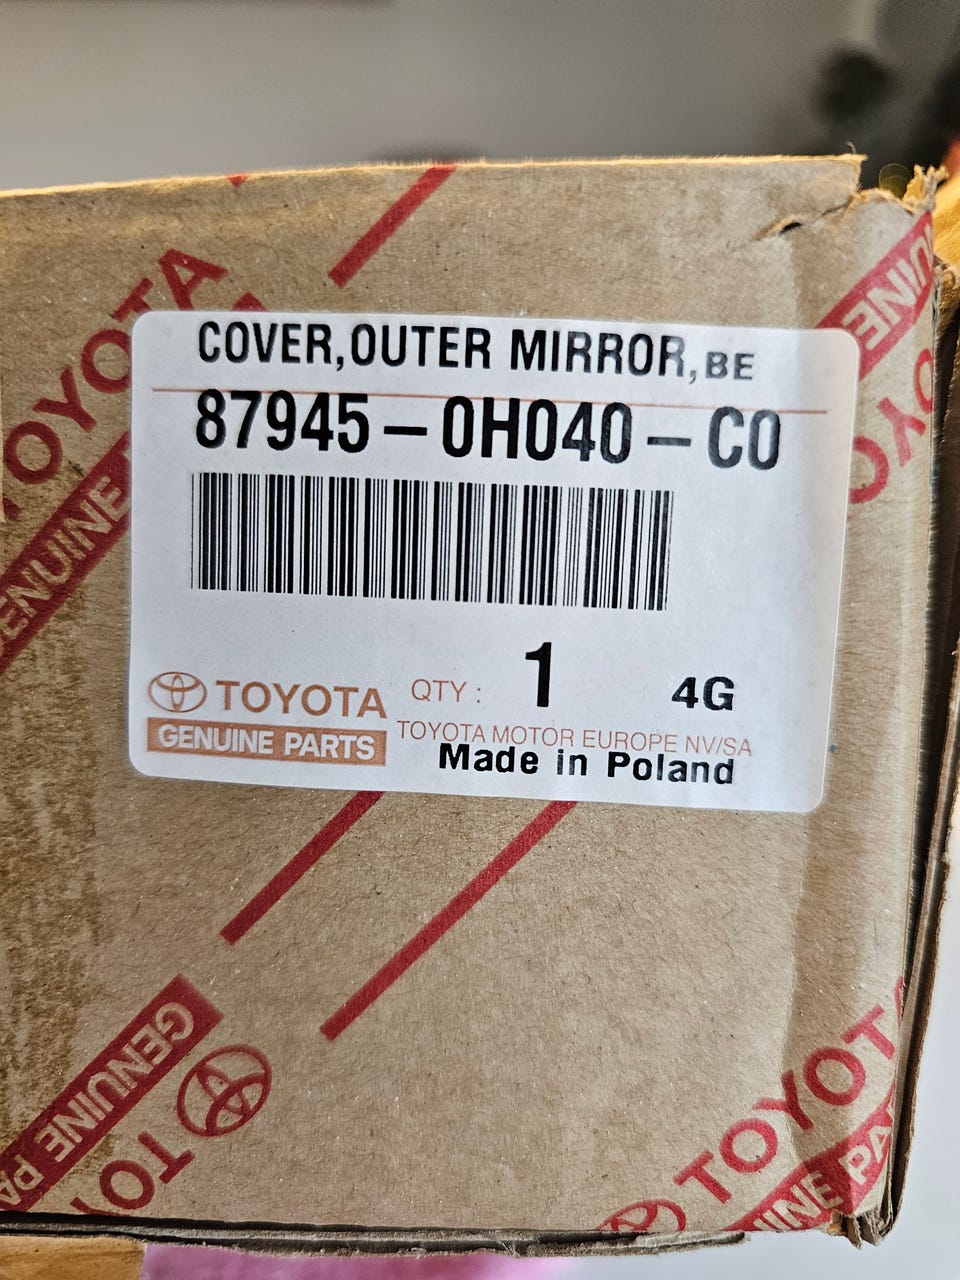 COVER,OUTER MIRROR,BE
87945-0H040-C0
QTY : 1 4G
TOYOTA
GENUINE PARTS
TOYOTA MOTOR EUROPE NV/SA
Made in Poland
TOYOTA
GENUINE
GENUINE
TOYOTA
TOYOTA